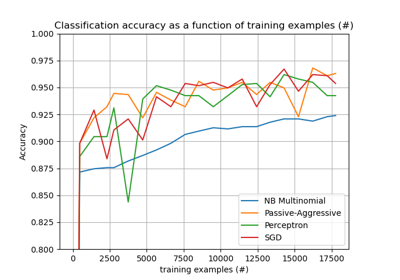 Classification accuracy as a function of training examples (#)
1.000
0.975
0.950
0.925
0.900
0.875
0.850
0.825
0.800
Accuracy
0 2500 5000 7500 10000 12500 15000 17500
training examples (#)
NB Multinomial
Passive-Aggressive
Perceptron
SGD